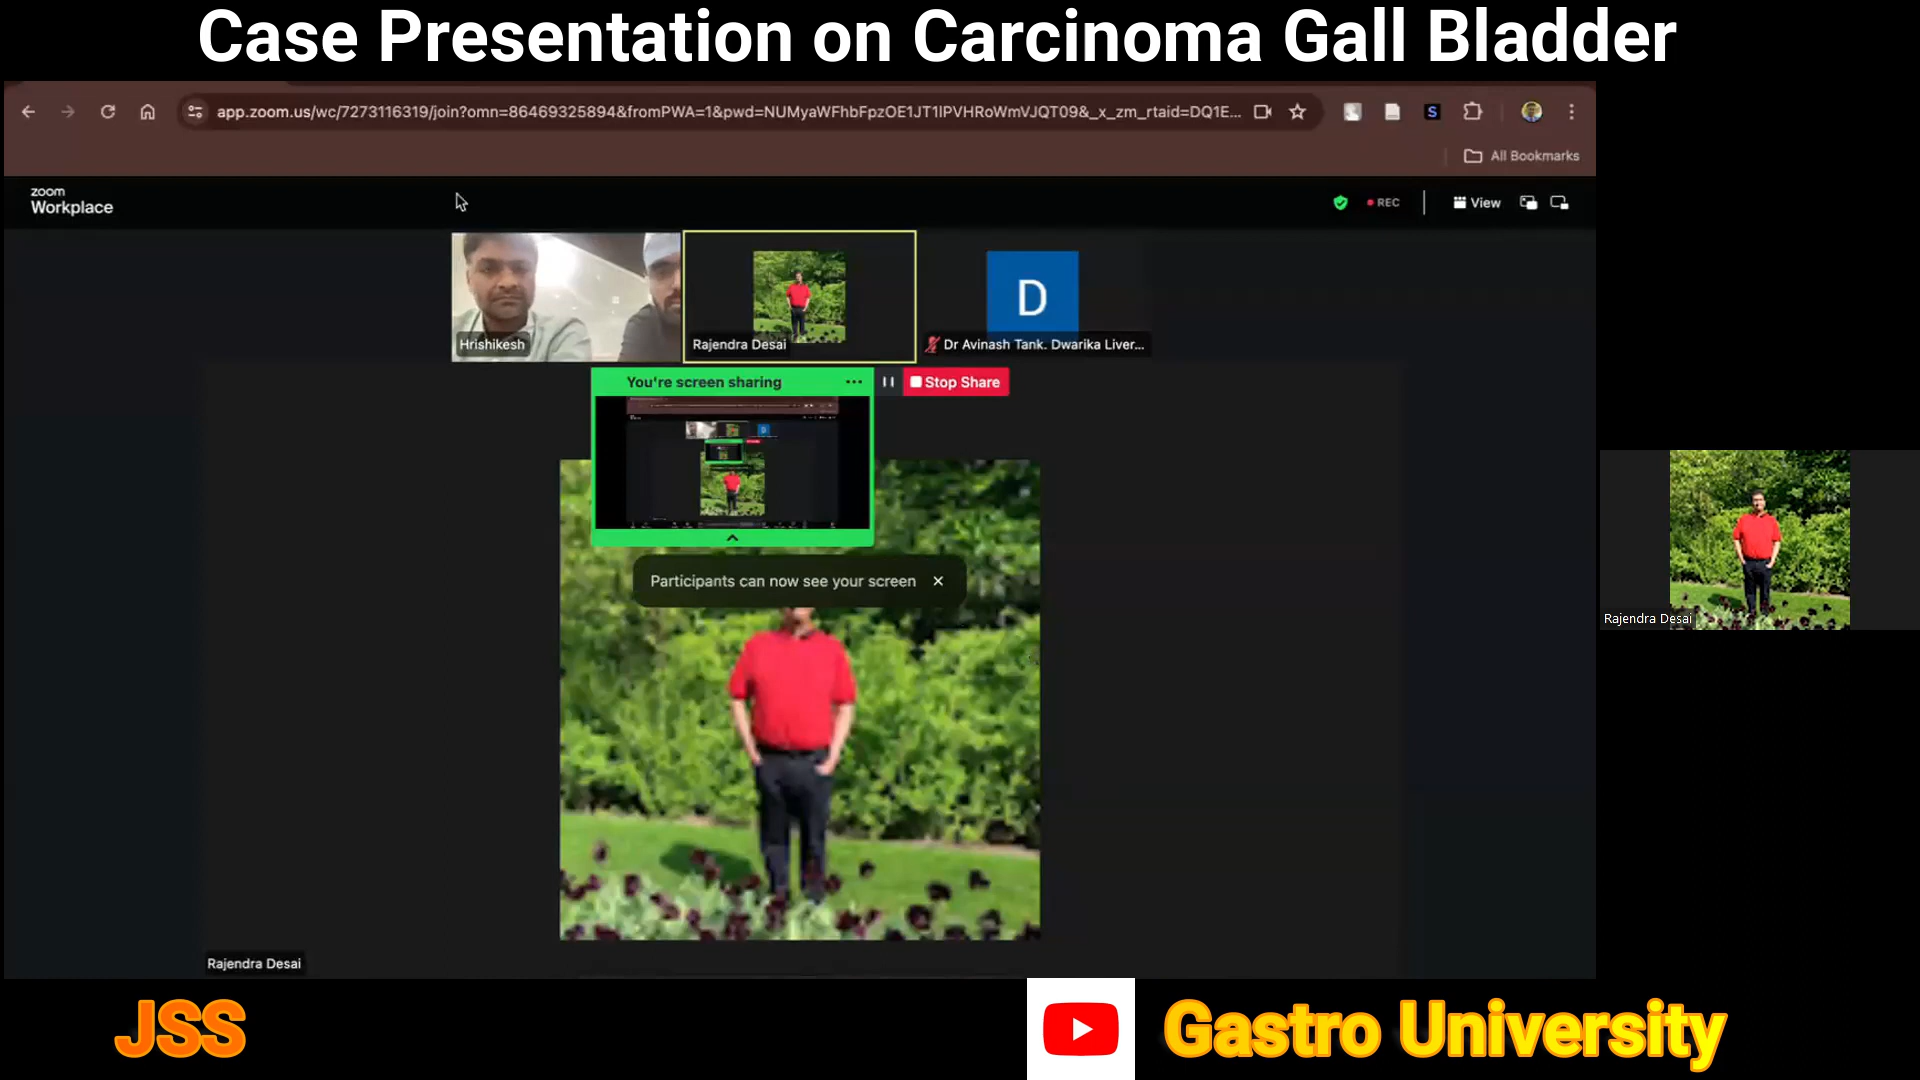 Case Presentation on Carcinoma Gall Bladder
app.zoom.us/wc/7273116319/join?omn=86469325894&fromPWA=1&pwd=NUMyaWFhbFpzOE1JT1lPVHRoWmVJQT09&_x_zm_rtaid=DQ1E...
S
All Bookmarks
zoom
Workplace
REC
View
D
Hrishikesh
Rajendra Desai
Dr Avinash Tank. Dwarika Liver...
You're screen sharing
Stop Share
Participants can now see your screen
Rajendra Desai
Rajendra Desai
JSS
Gastro University